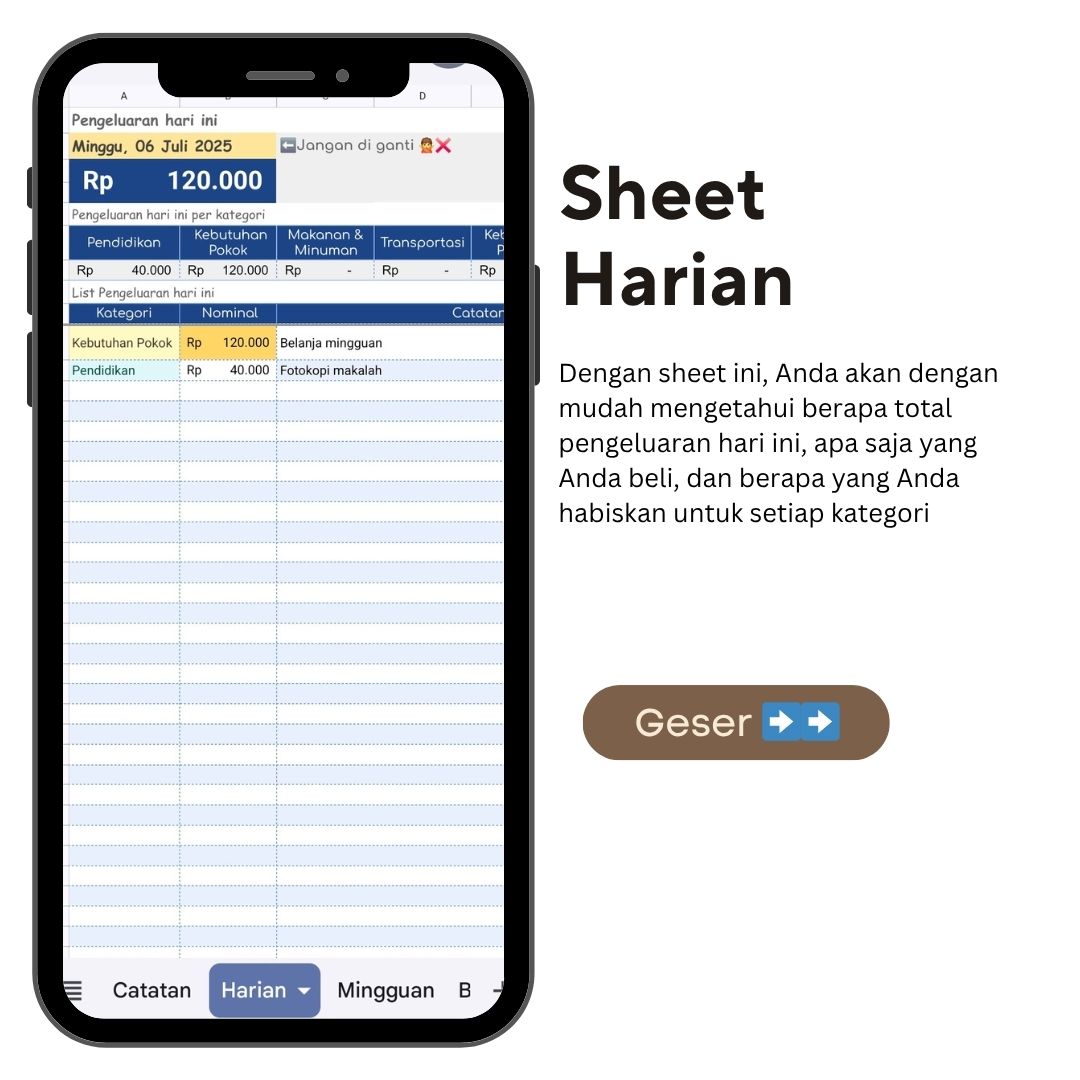 A
D
Pengeluaran hari ini
Minggu, 06 Juli 2025
⬅️Jangan di ganti 🙅❌
Rp 120.000
Pengeluaran hari ini per kategori
Pendidikan
Kebutuhan
Pokok
Makanan &
Minuman
Transportasi
Rp 40.000 Rp 120.000 Rp - Rp - Rp
List Pengeluaran hari ini
Kategori Nominal Catatan
Kebutuhan Pokok Rp 120.000 Belanja mingguan
Pendidikan Rp 40.000 Fotokopi makalah
Catatan Harian Mingguan B
Sheet
Harian
Dengan sheet ini, Anda akan dengan
mudah mengetahui berapa total
pengeluaran hari ini, apa saja yang
Anda beli, dan berapa yang Anda
habiskan untuk setiap kategori
Geser ➡️➡️